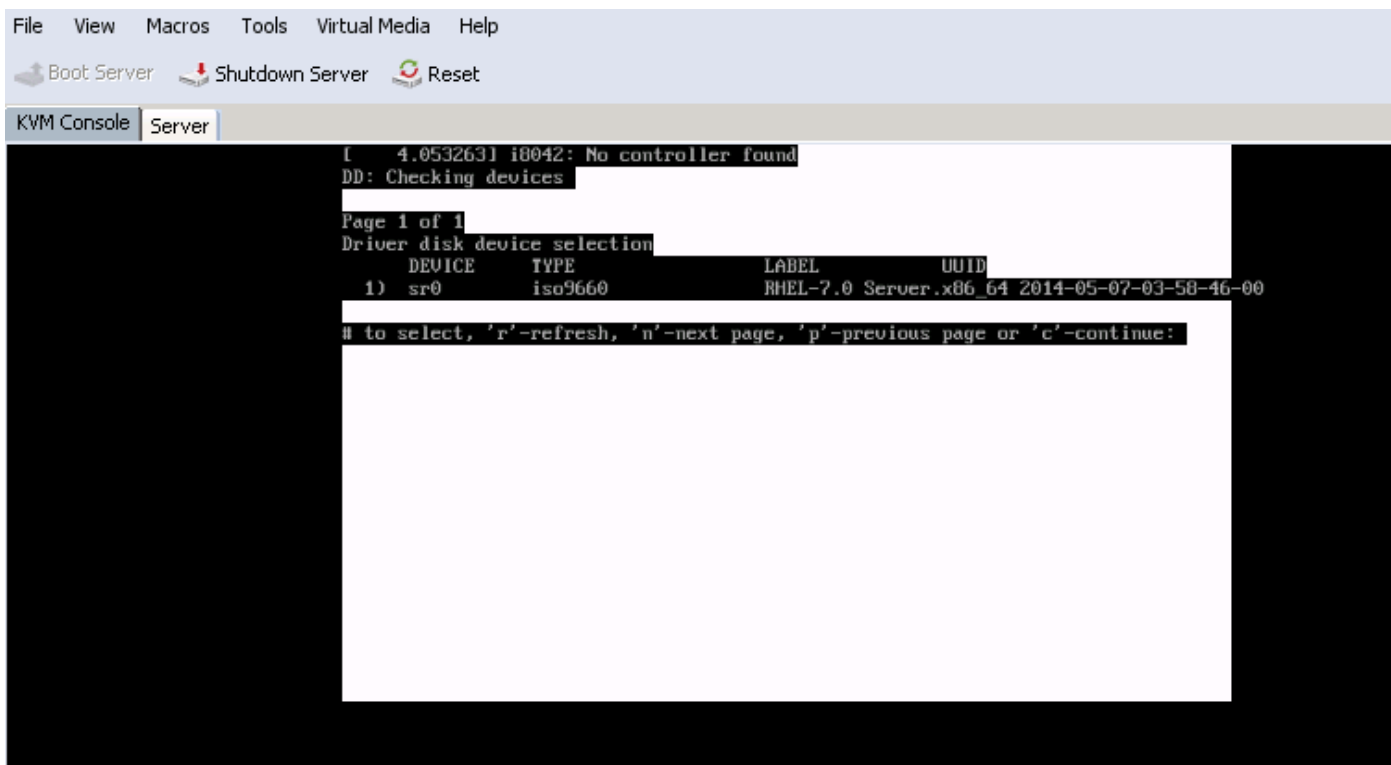 File View Macros Tools Virtual Media Help
Boot Server Shutdown Server Reset
KVM Console Server
[ 4.053263] i8042: No controller found
DD: Checking devices
Page 1 of 1
Driver disk device selection
DEVICE TYPE LABEL UUID
1) sr0 iso9660 RHEL-7.0 Server.x86_64 2014-05-07-03-58-46-00
# to select, 'r'-refresh, 'n'-next page, 'p'-previous page or 'c'-continue: